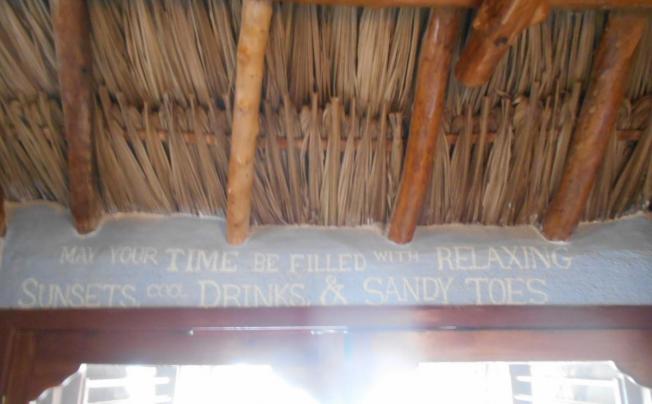 MAY YOUR TIME BE FILLED WITH RELAXING
SUNSETS, COOL DRINKS, & SANDY TOES